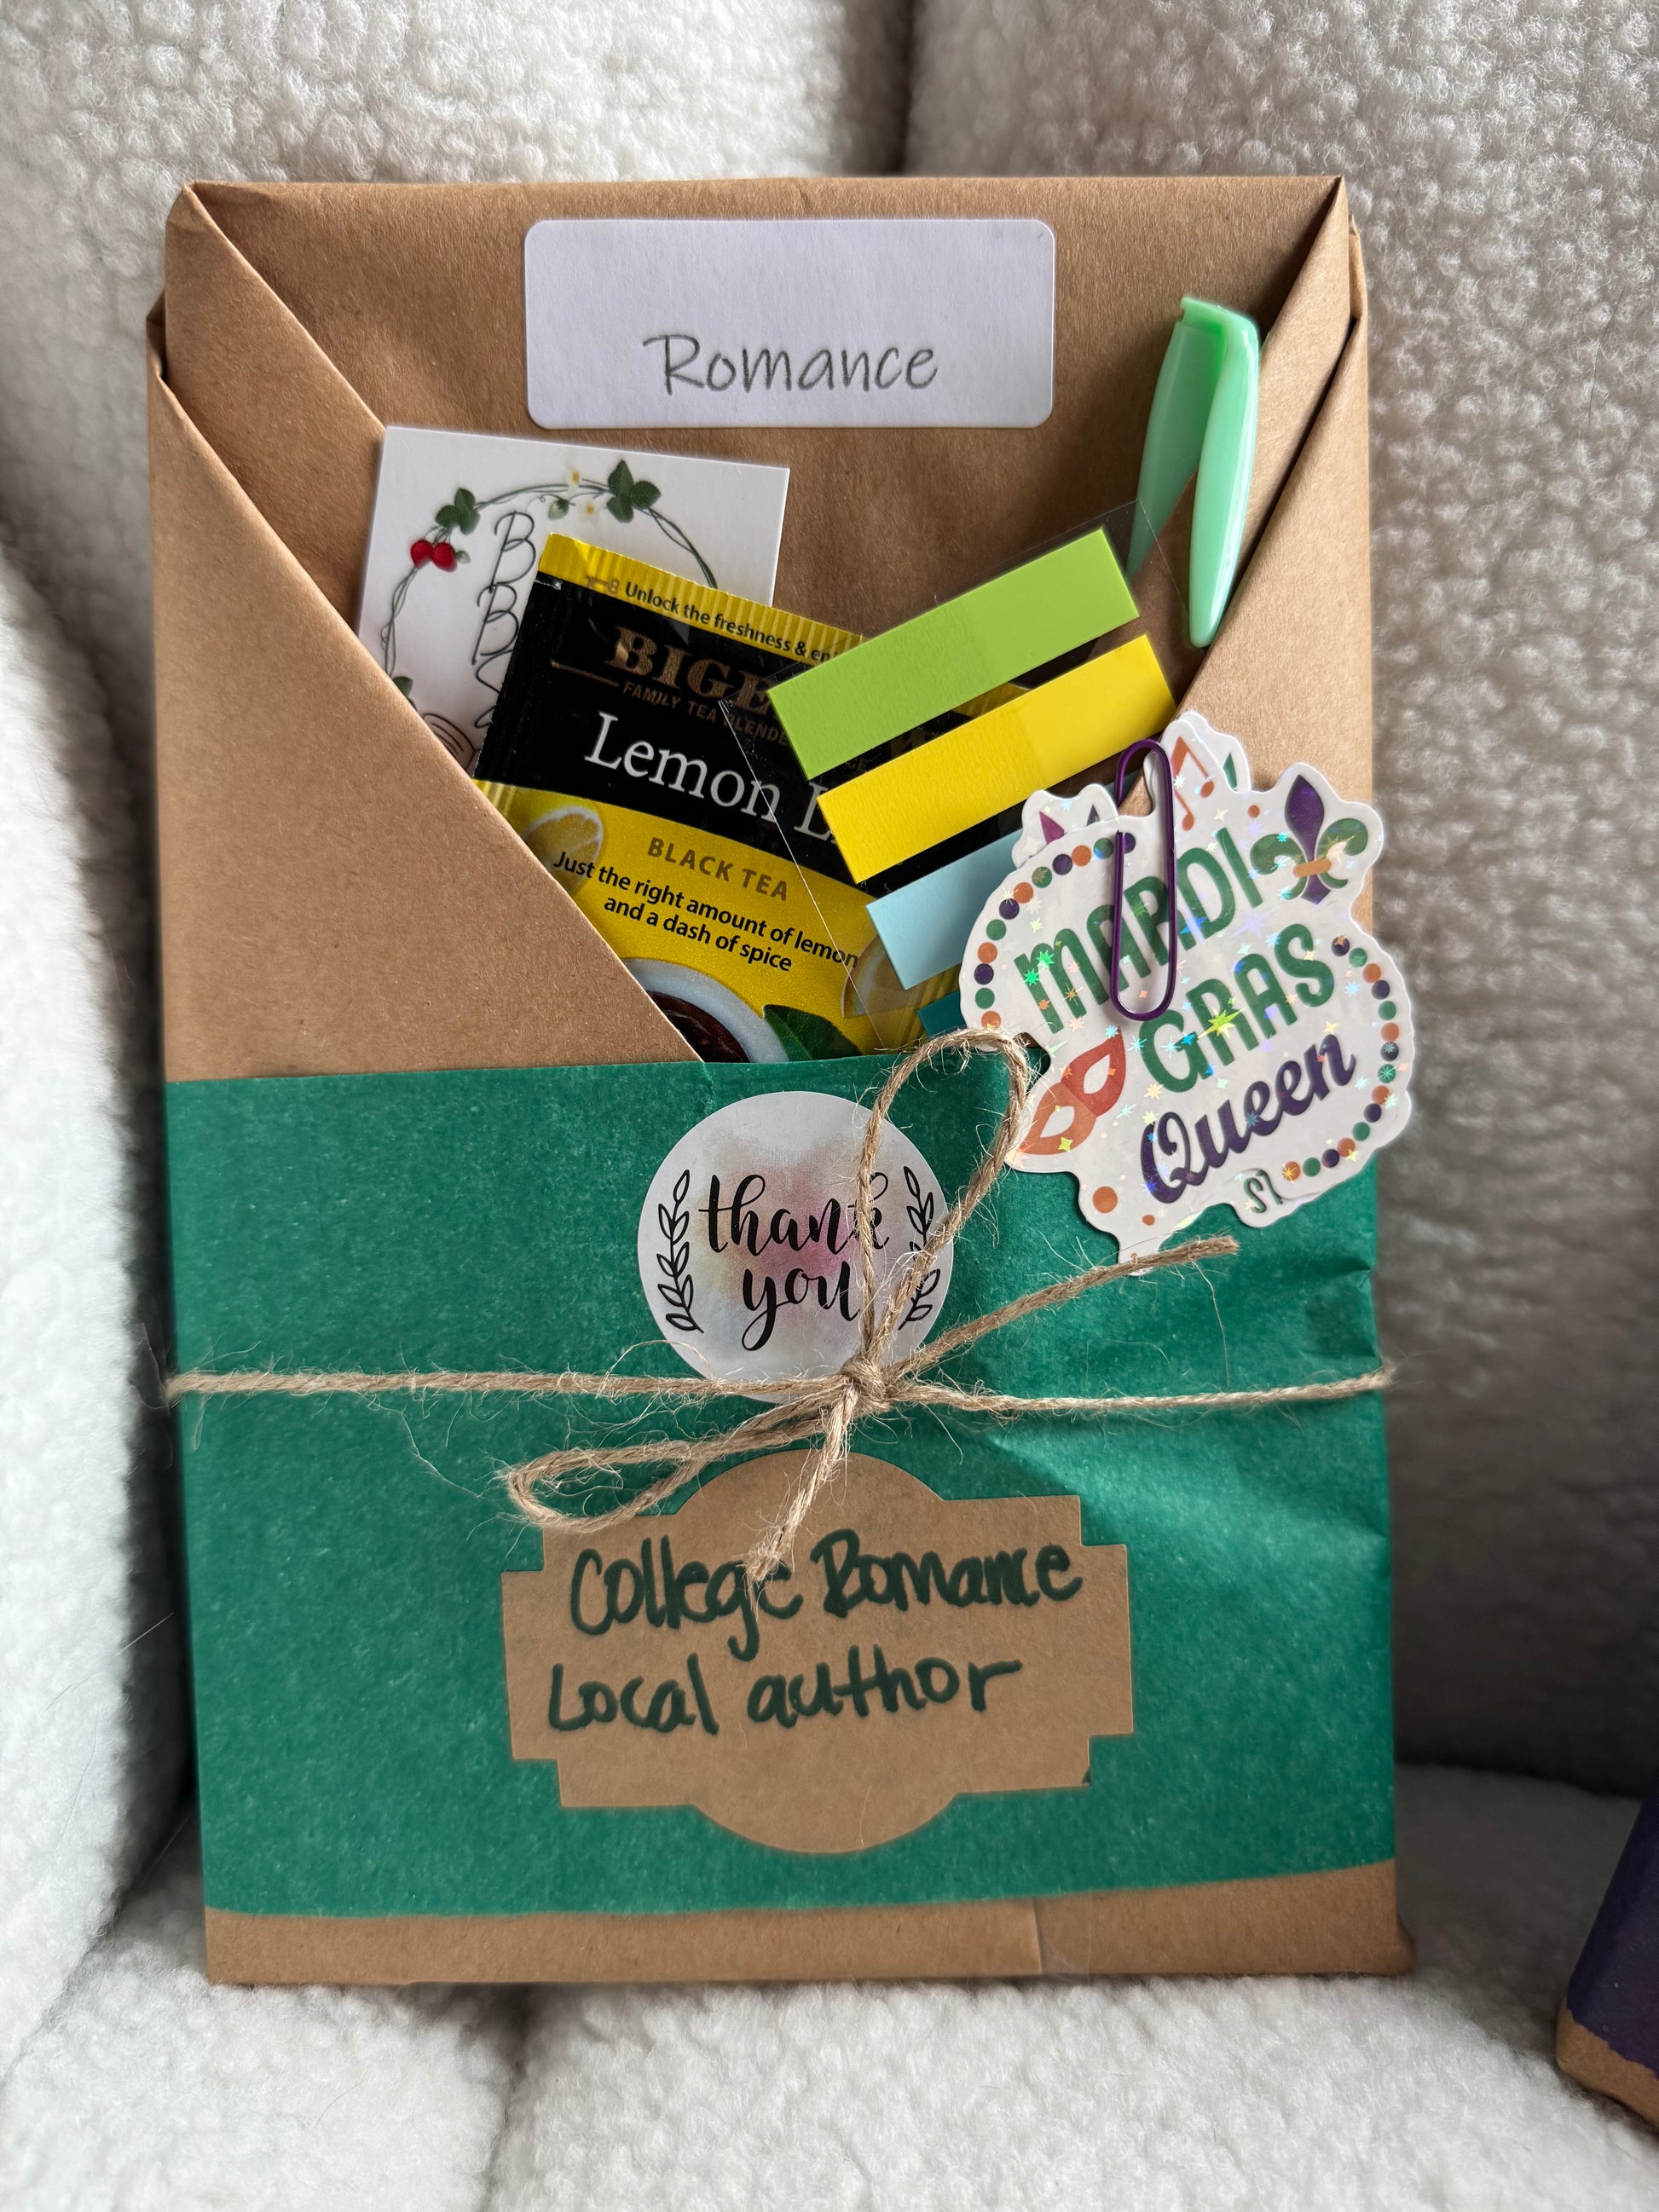 Romance
Unlock the freshness &
BIGE
FAMILY TEA BLENDE
Lemon L
BLACK TEA
Just the right amount of lemon
and a dash of spice
MARDI
GRAS
Queen
thank
you
College Romance
Local author